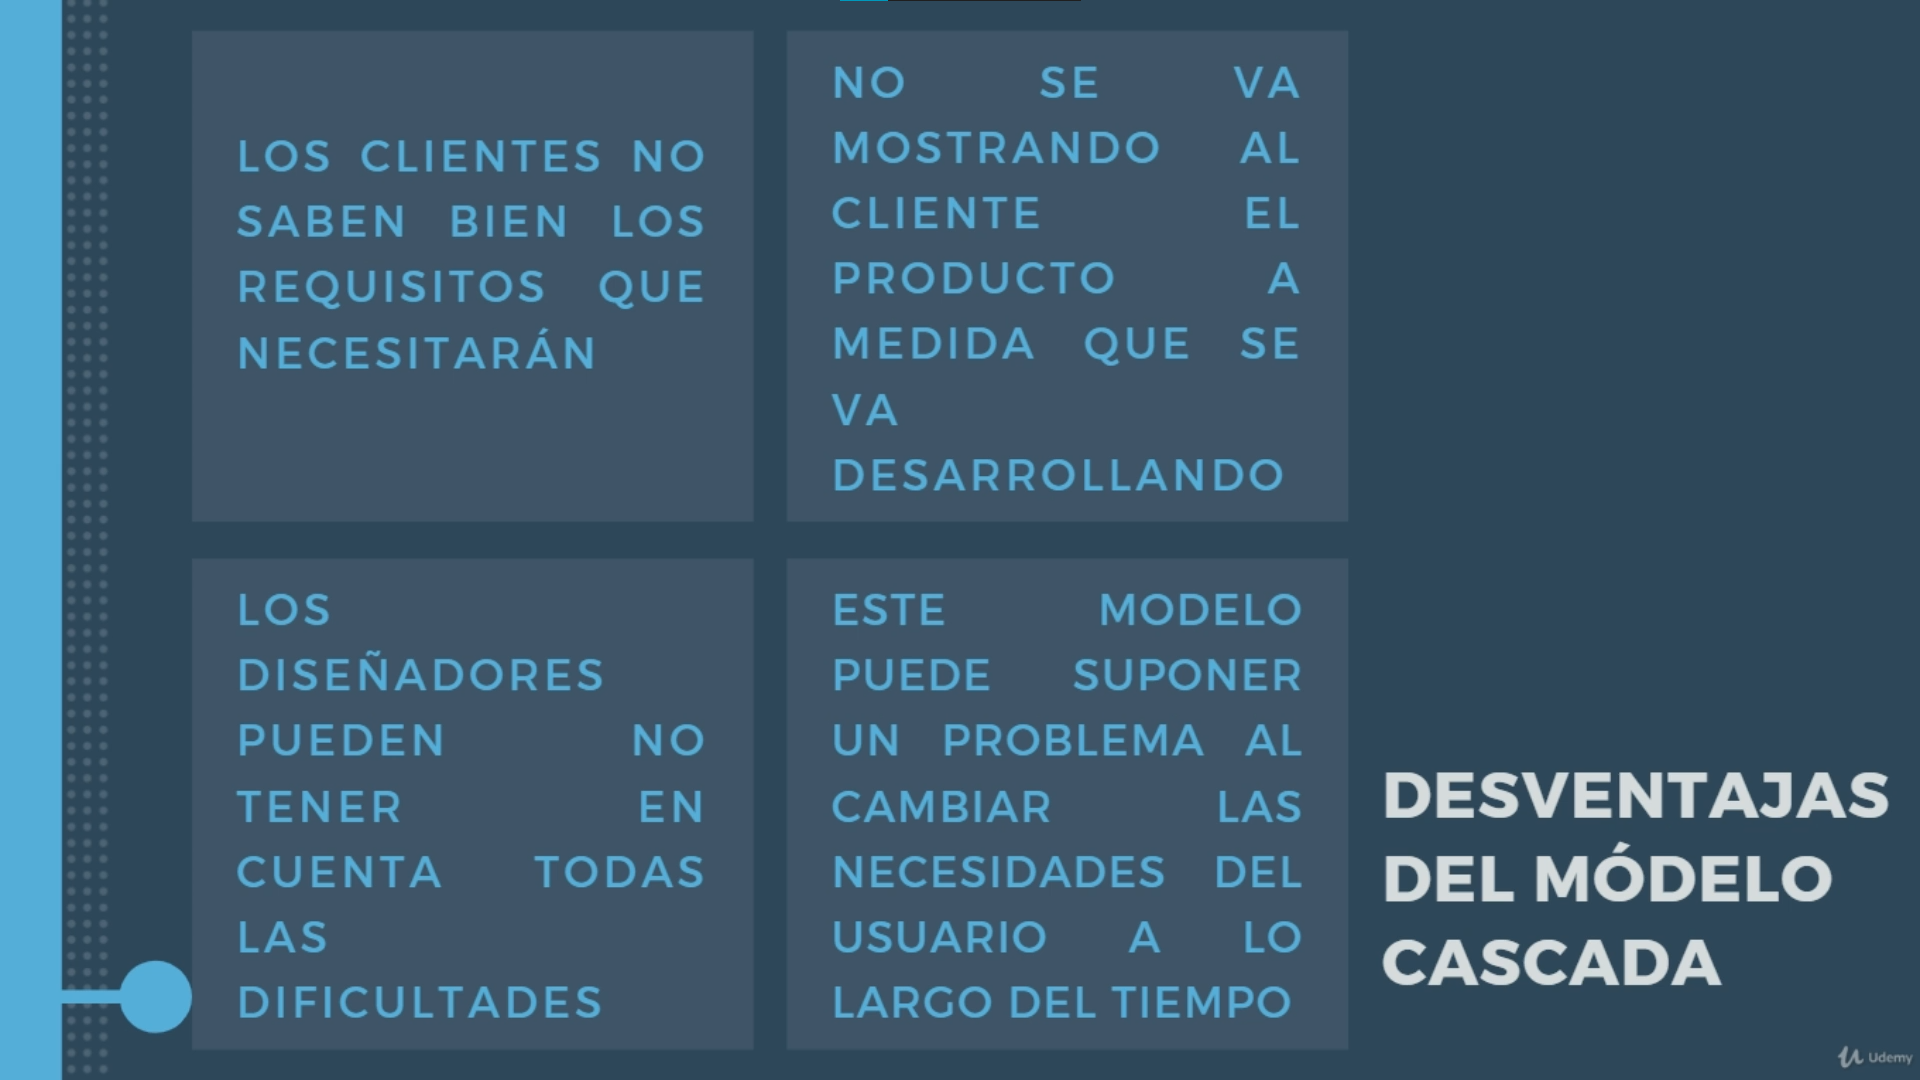 LOS CLIENTES NO
SABEN BIEN LOS
REQUISITOS QUE
NECESITARÁN
NO SE VA
MOSTRANDO AL
CLIENTE EL
PRODUCTO A
MEDIDA QUE SE
VA
DESARROLLANDO
LOS
DISEÑADORES
PUEDEN NO
TENER EN
CUENTA TODAS
LAS
DIFICULTADES
ESTE MODELO
PUEDE SUPONER
UN PROBLEMA AL
CAMBIAR LAS
NECESIDADES DEL
USUARIO A LO
LARGO DEL TIEMPO
DESVENTAJAS
DEL MÓDELO
CASCADA
Udemy